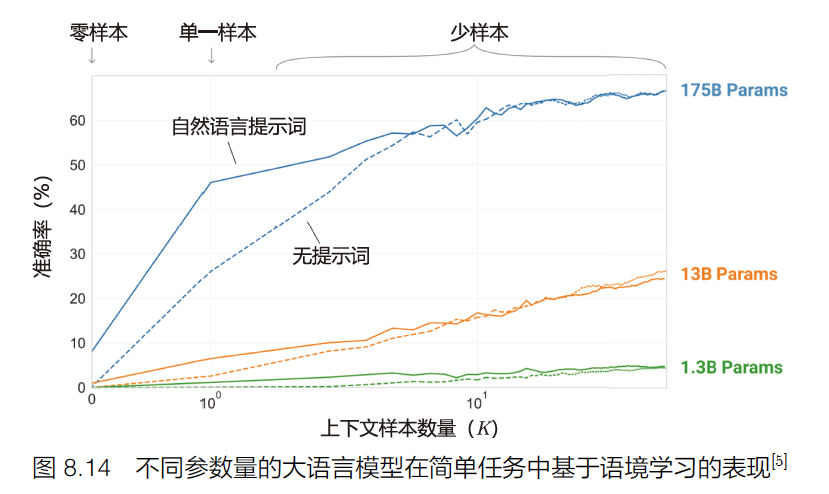 零样本 单一样本 少样本
175B Params
60
自然语言提示词
50
40
准确率（%）
30
无提示词
13B Params
20
10
1.3B Params
0
0 10⁰ 10¹
上下文样本数量（K）
图 8.14 不同参数量的大语言模型在简单任务中基于语境学习的表现[5]